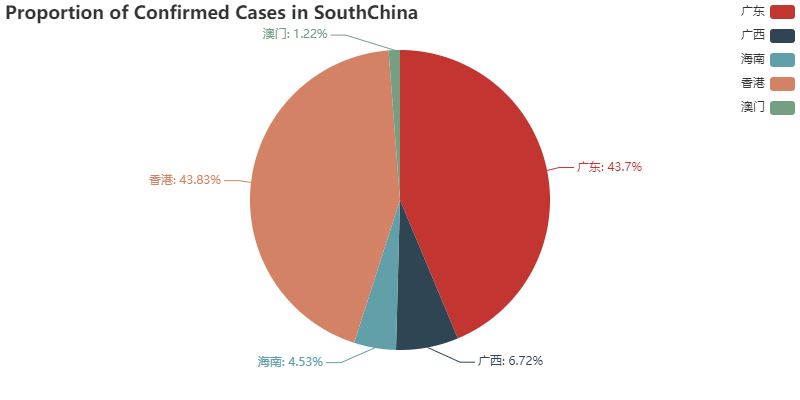 Proportion of Confirmed Cases in SouthChina
广东
广西
海南
香港
澳门
澳门: 1.22%
广东: 43.7%
香港: 43.83%
海南: 4.53%
广西: 6.72%